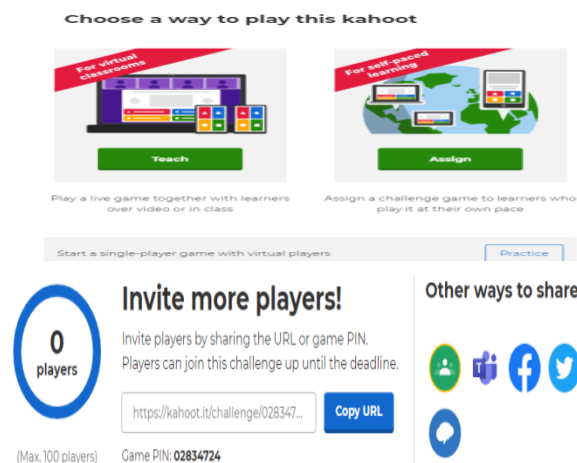 Choose a way to play this kahoot
For virtual
classrooms
For self-paced
learning
Teach
Assign
Play a live game together with learners
over video or in class
Assign a challenge game to learners who
play it at their own pace
Start a single-player game with virtual players
Practice
0
players
(Max. 100 players)
Invite more players!
Invite players by sharing the URL or game PIN.
Players can join this challenge up until the deadline.
https://kahoot.it/challenge/028347...
Copy URL
Game PIN: 02834724
Other ways to share